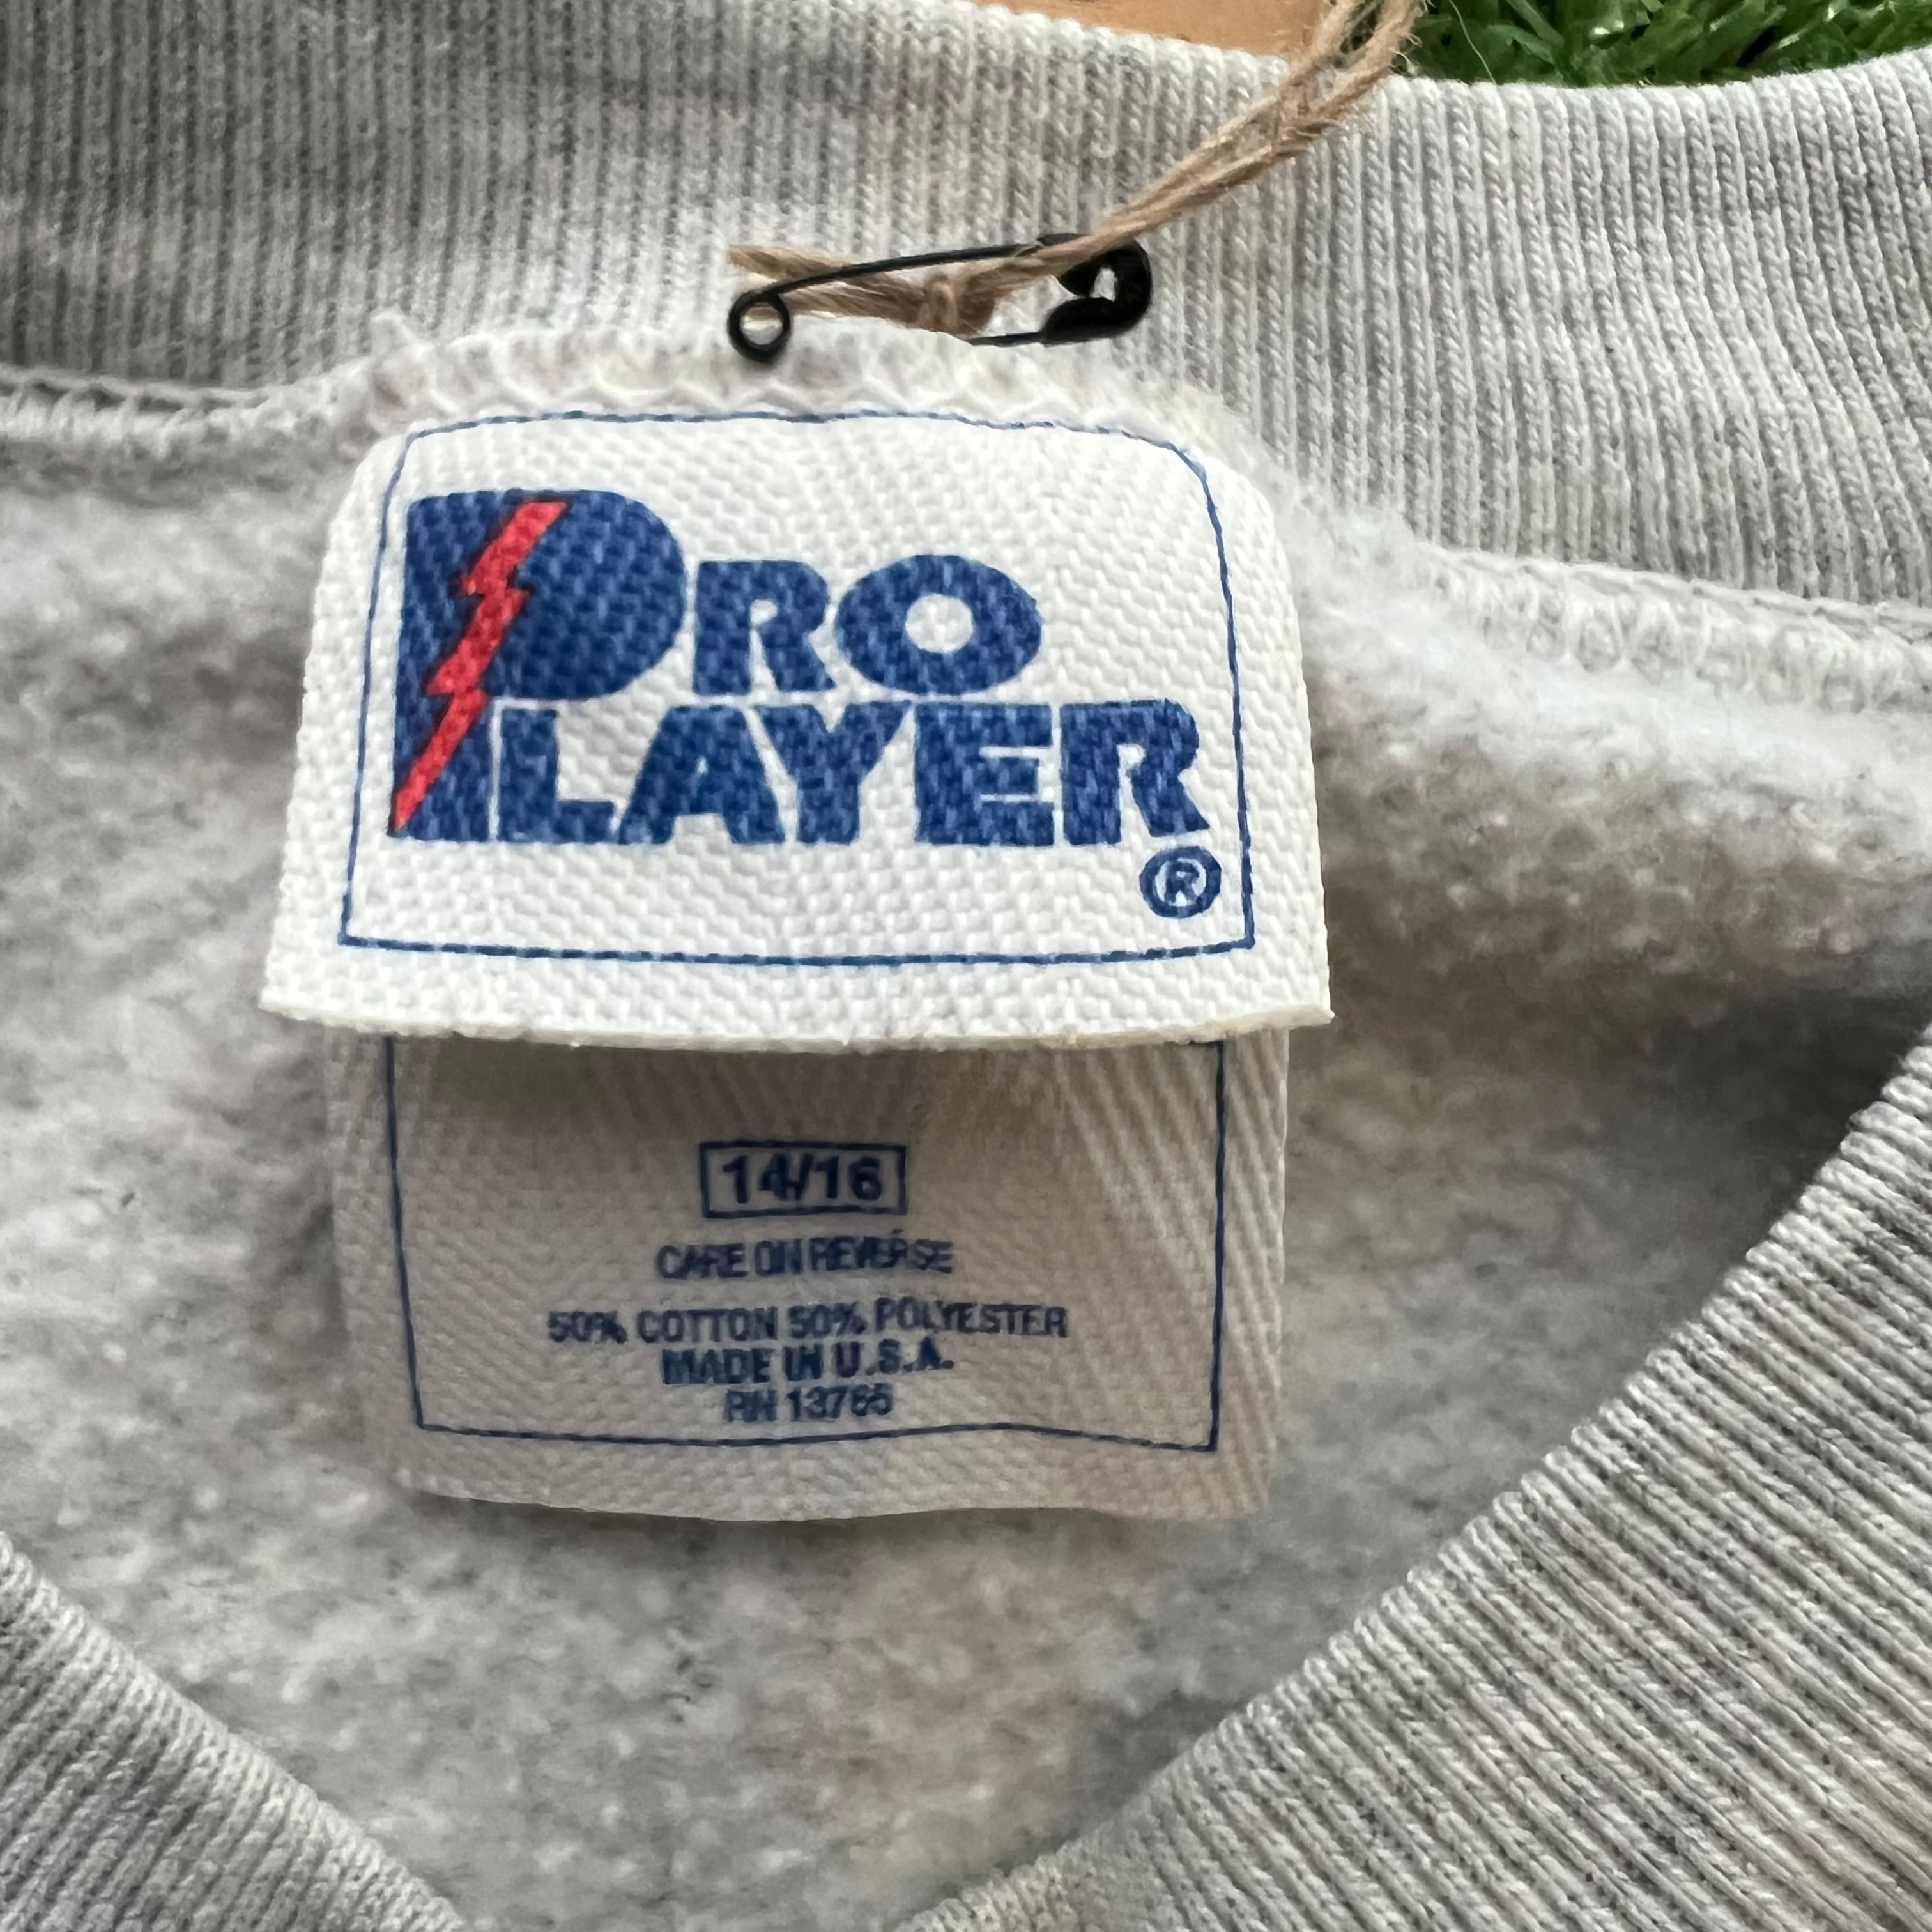 PRO
PLAYER
®
14/16
CARE ON REVERSE
50% COTTON 50% POLYESTER
MADE IN U.S.A.
RN 13765